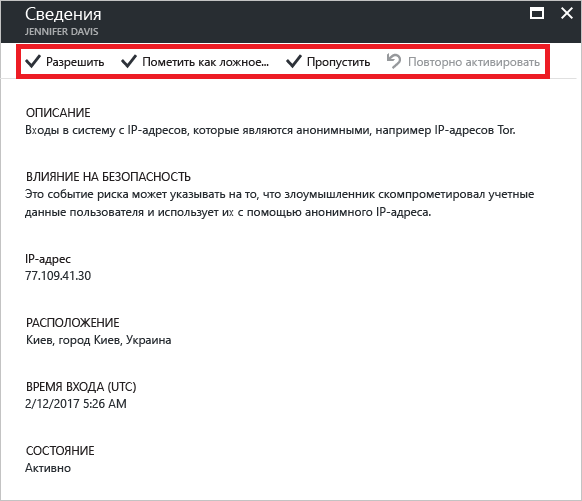 Сведения
JENNIFER DAVIS
Разрешить Пометить как ложное... Пропустить Повторно активировать
ОПИСАНИЕ
Входы в систему с IP-адресов, которые являются анонимными, например IP-адресов Tor.
ВЛИЯНИЕ НА БЕЗОПАСНОСТЬ
Это событие риска может указывать на то, что злоумышленник скомпрометировал учетные
данные пользователя и использует их с помощью анонимного IP-адреса.
IP-адрес
77.109.41.30
РАСПОЛОЖЕНИЕ
Киев, город Киев, Украина
ВРЕМЯ ВХОДА (UTC)
2/12/2017 5:26 AM
СОСТОЯНИЕ
Активно